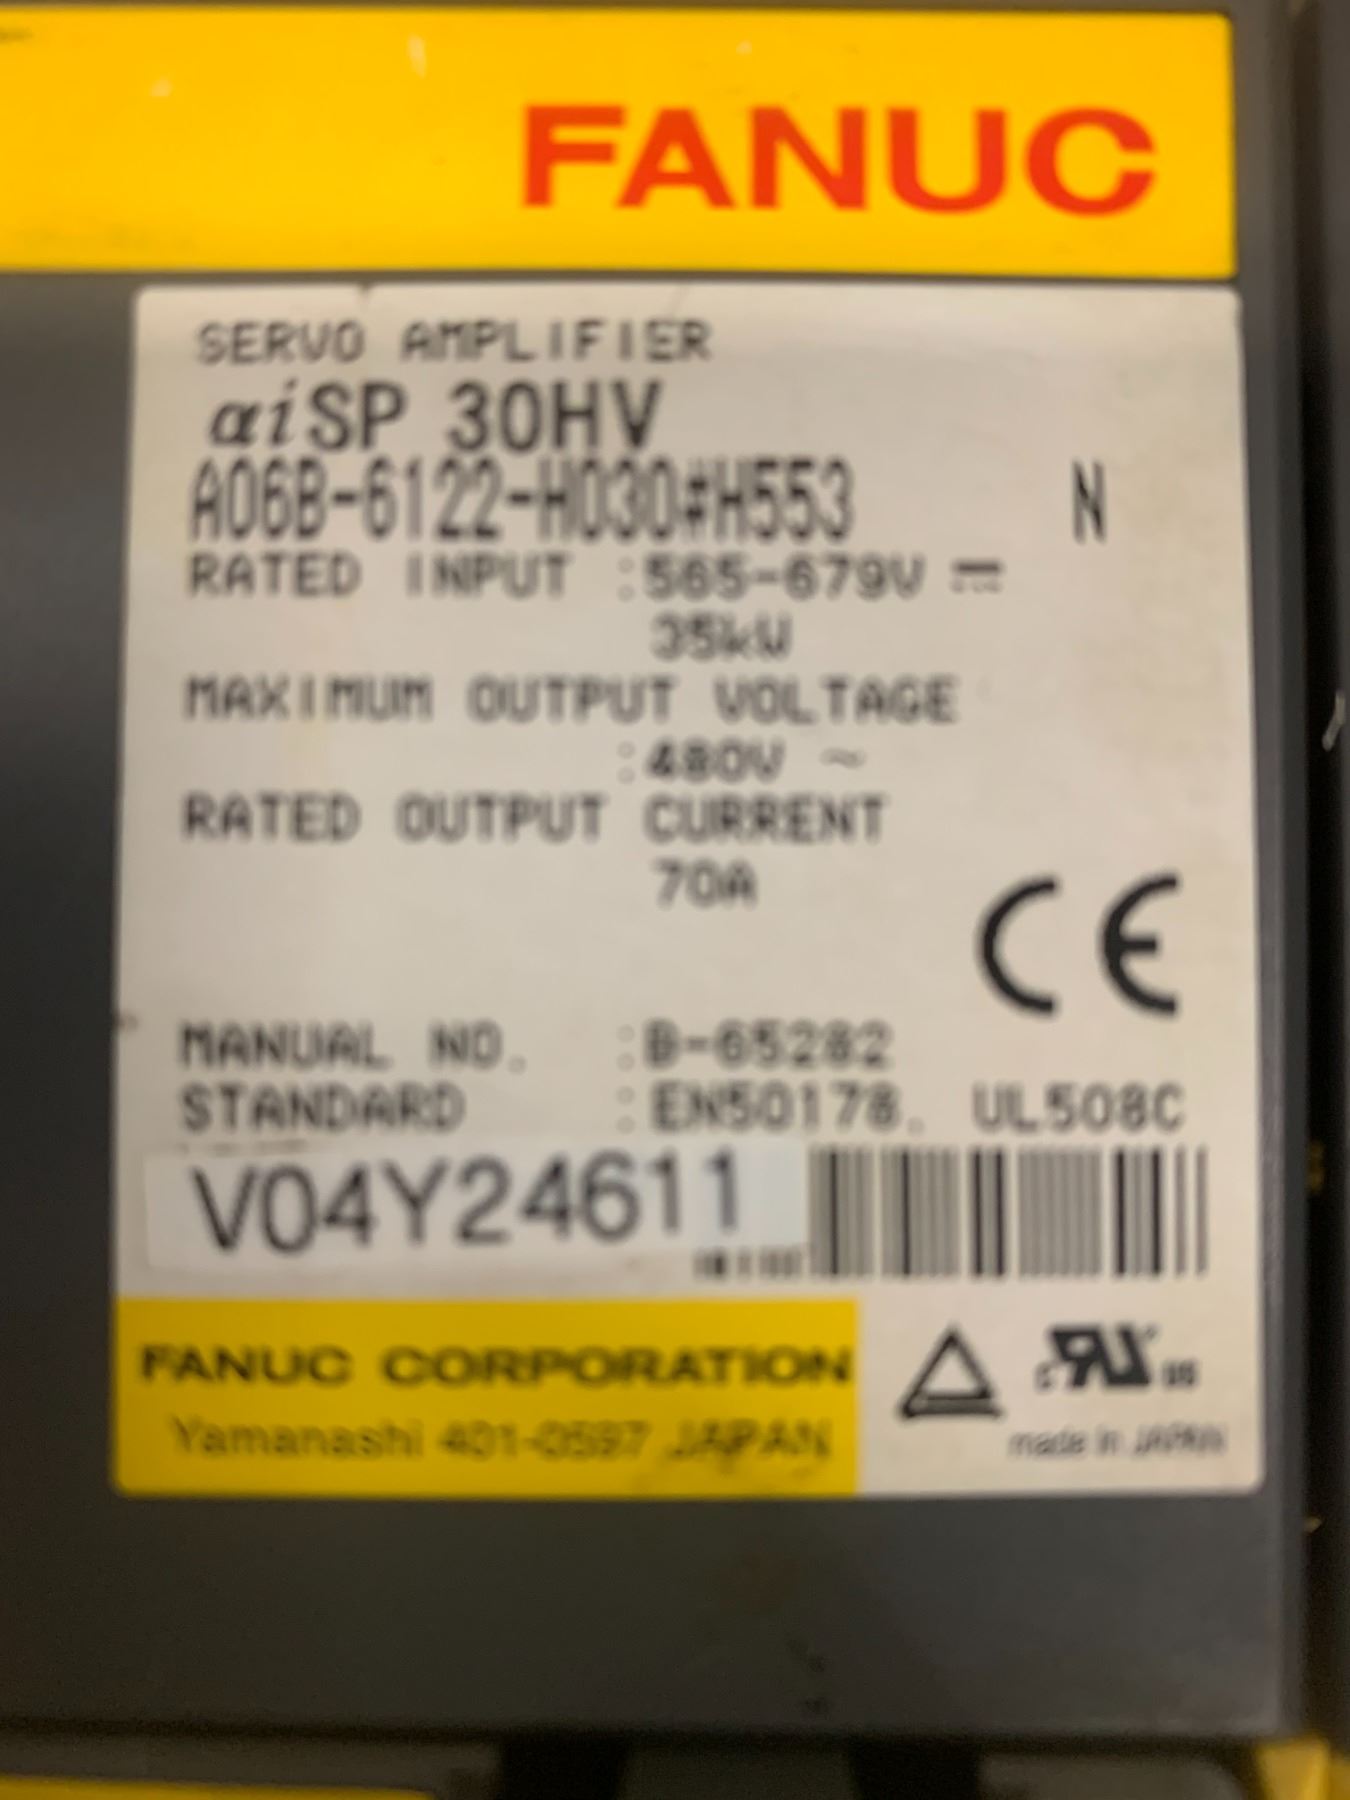 FANUC
SERVO AMPLIFIER
αiSP 30HV
A06B-6122-H030#H553 N
RATED INPUT :565-679V ⎓
35kW
MAXIMUM OUTPUT VOLTAGE
:480V ~
RATED OUTPUT CURRENT
70A
CE
MANUAL NO. :B-65282
STANDARD :EN50178. UL508C
V04Y24611
FANUC CORPORATION
Yamanashi 401-0597 JAPAN
c RU us
made in JAPAN